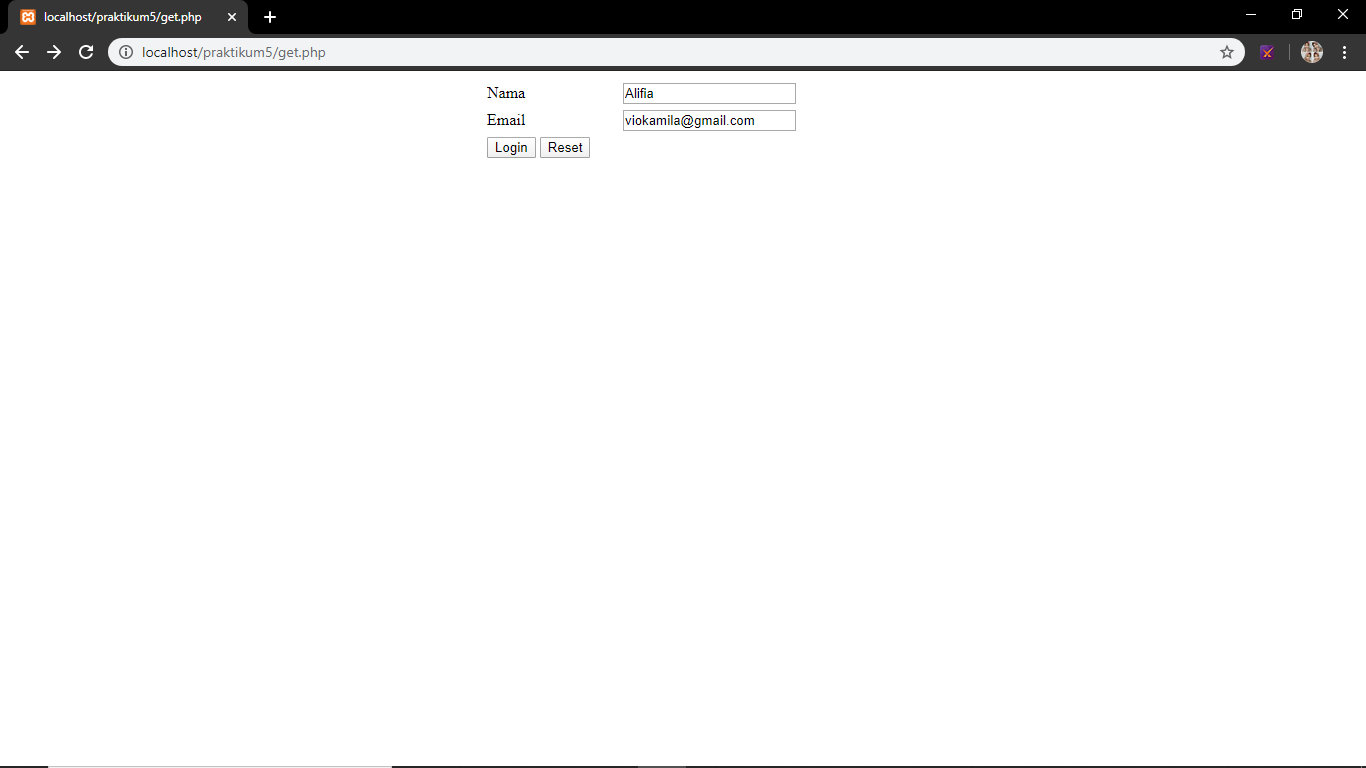 localhost/praktikum5/get.php
localhost/praktikum5/get.php
Nama Alifia
Email viokamila@gmail.com
Login Reset